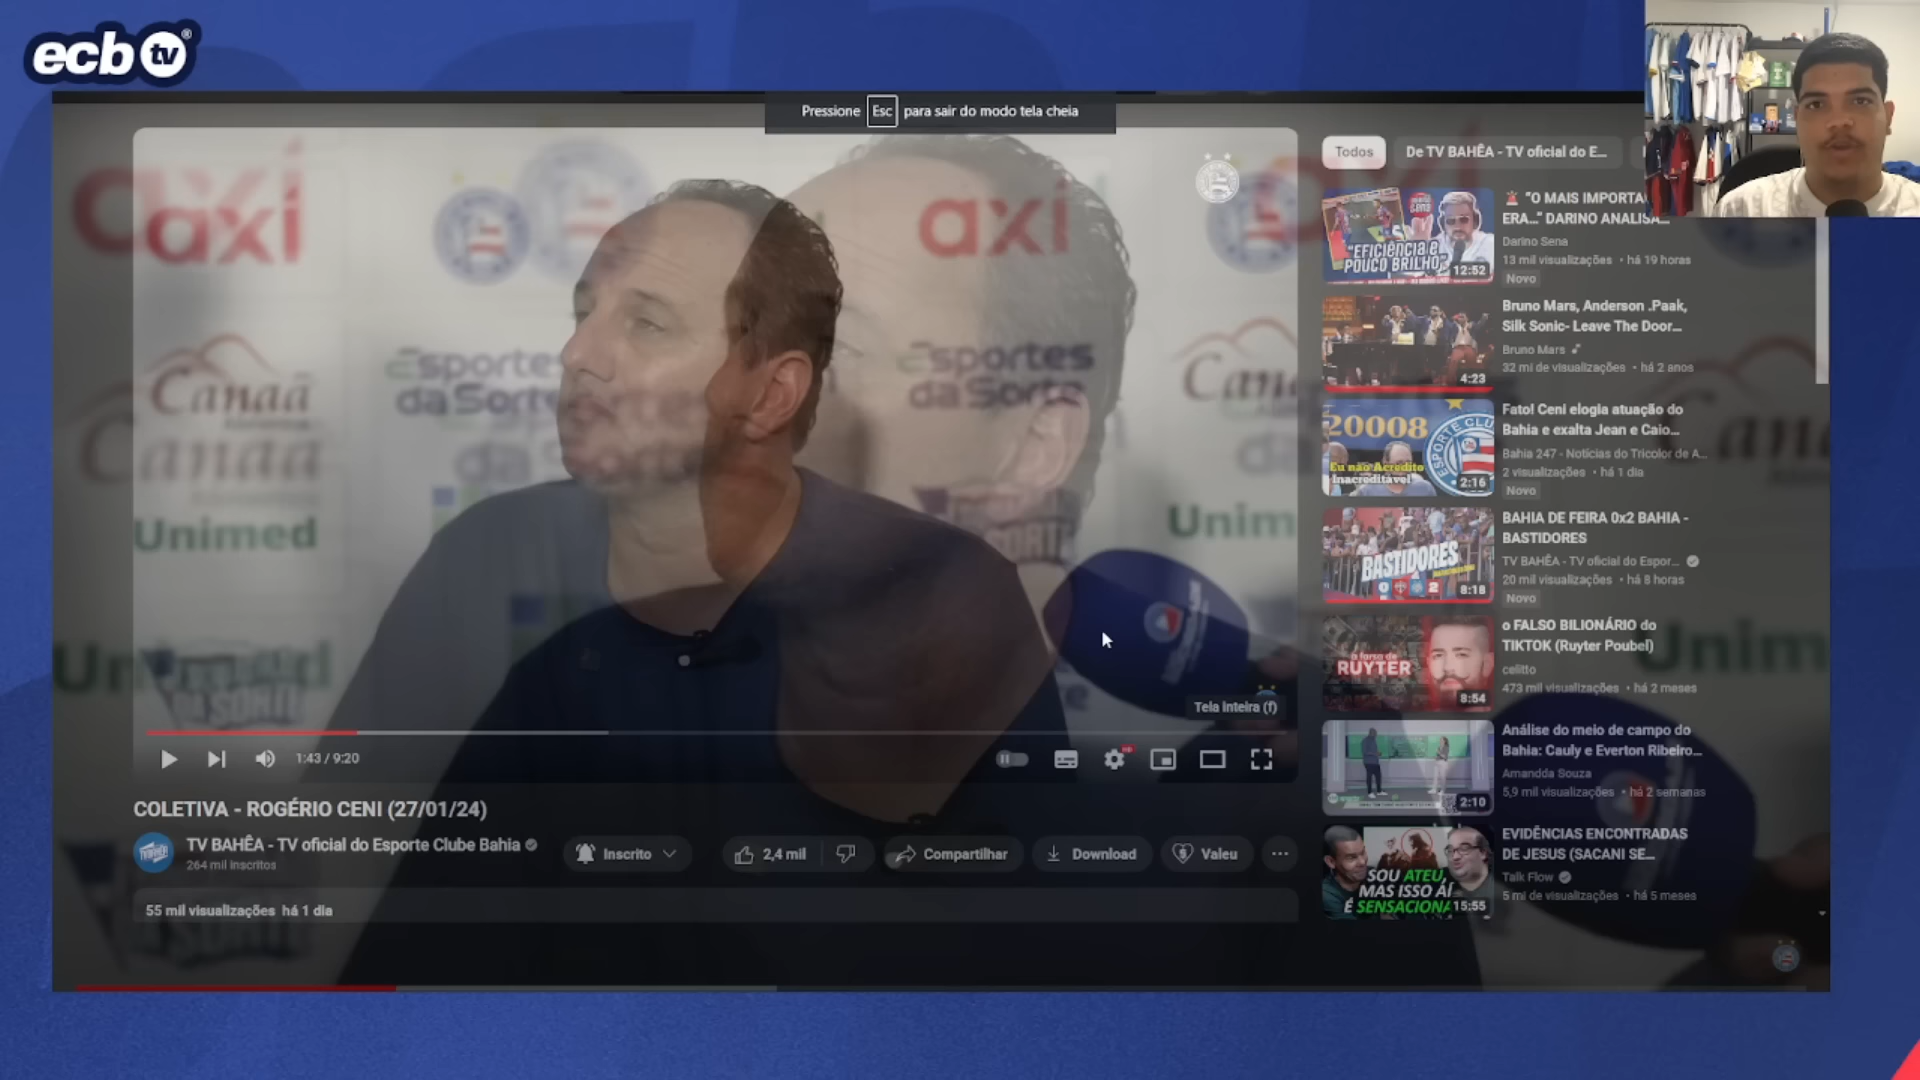 ecb tv
Pressione Esc para sair do modo tela cheia
axi
axi
axi
Canaã
Canaã
Esportes
da Sorte
Esportes
da Sorte
Unimed
Unimed
DA SORTE
Tela inteira (f)
1:43 / 9:20
COLETIVA - ROGÉRIO CENI (27/01/24)
TV BAHÊA - TV oficial do Esporte Clube Bahia
264 mil inscritos
Inscrito
2,4 mil
Compartilhar
Download
Valeu
55 mil visualizações há 1 dia
Todos
De TV BAHÊA - TV oficial do E...
"EFICIÊNCIA E
POUCO BRILHO"
12:52
"O MAIS IMPORTA
ERA..." DARINO ANALISA...
Darino Sena
13 mil visualizações • há 19 horas
Novo
4:23
Bruno Mars, Anderson .Paak,
Silk Sonic- Leave The Door...
Bruno Mars
32 mi de visualizações • há 2 anos
20008
ESPORTE CLU
Eu não Acredito
Inacreditável!
2:16
Fato! Ceni elogia atuação do
Bahia e exalta Jean e Caio...
Bahia 247 - Notícias do Tricolor de A...
2 visualizações • há 1 dia
Novo
BASTIDORES
0 2
8:18
BAHIA DE FEIRA 0x2 BAHIA -
BASTIDORES
TV BAHÊA - TV oficial do Espor...
20 mil visualizações • há 8 horas
Novo
a farsa de
RUYTER
8:54
o FALSO BILIONÁRIO do
TIKTOK (Ruyter Poubel)
celitto
473 mil visualizações • há 2 meses
2:10
Análise do meio de campo do
Bahia: Cauly e Everton Ribeiro...
Amandda Souza
5,9 mil visualizações • há 2 semanas
SOU ATEU,
MAS ISSO AÍ
É SENSACIONA
15:55
EVIDÊNCIAS ENCONTRADAS
DE JESUS (SACANI SE...
Talk Flow
5 mi de visualizações • há 5 meses